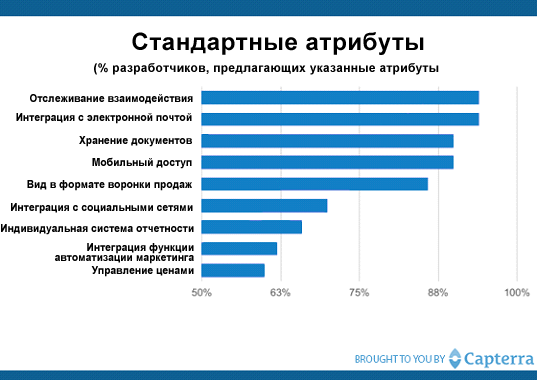 Стандартные атрибуты
(% разработчиков, предлагающих указанные атрибуты
Отслеживание взаимодействия
Интеграция с электронной почтой
Хранение документов
Мобильный доступ
Вид в формате воронки продаж
Интеграция с социальными сетями
Индивидуальная система отчетности
Интеграция функции
автоматизации маркетинга
Управление ценами
50% 63% 75% 88% 100%
BROUGHT TO YOU BY Capterra